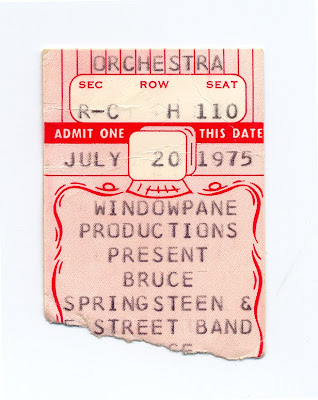 ORCHESTRA
SEC ROW SEAT
R-C H 110
ADMIT ONE THIS DATE
JULY 20 1975
WINDOWPANE
PRODUCTIONS
PRESENT
BRUCE
SPRINGSTEEN &
STREET BAND